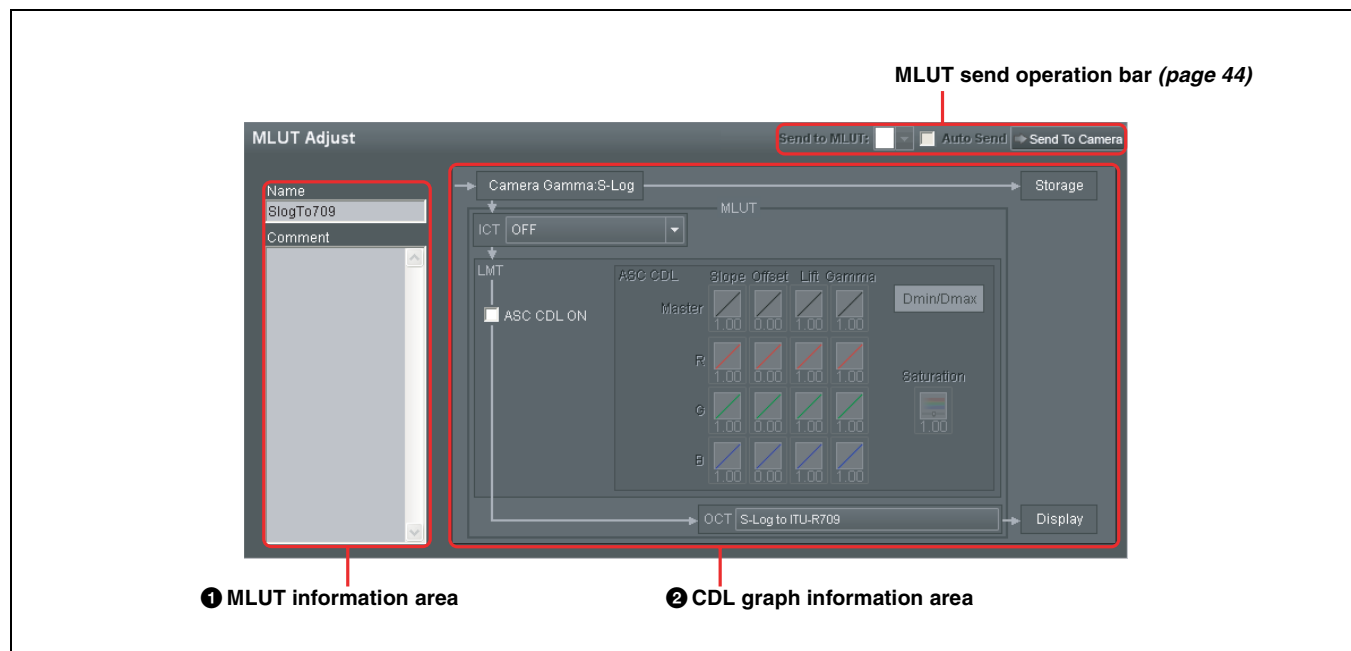 MLUT send operation bar (page 44)
MLUT Adjust
Send to MLUT:
Auto Send
Send To Camera
Name
SlogTo709
Comment
Camera Gamma:S-Log
Storage
MLUT
ICT OFF
LMT
ASC CDL ON
ASC CDL Slope Offset Lift Gamma
Dmin/Dmax
Master
1.00 0.00 1.00 1.00
R
1.00 0.00 1.00 1.00
Saturation
1.00
G
1.00 0.00 1.00 1.00
B
1.00 0.00 1.00 1.00
OCT S-Log to ITU-R709
Display
❶ MLUT information area
❷ CDL graph information area